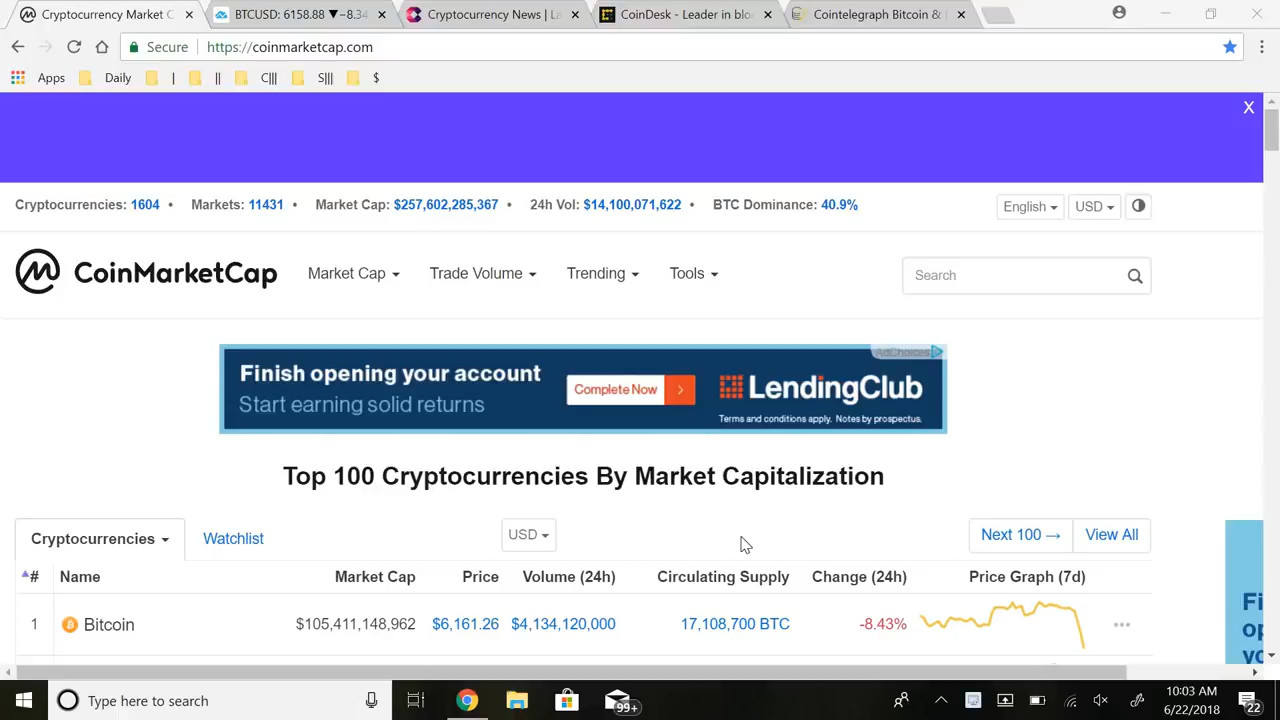 Cryptocurrency Market C
BTCUSD: 6158.88 ▼ -8.34
Cryptocurrency News | La
CoinDesk - Leader in bloc
Cointelegraph Bitcoin & E
Secure https://coinmarketcap.com
Apps Daily | || C||| S||| $
X
Cryptocurrencies: 1604 • Markets: 11431 • Market Cap: $257,602,285,367 • 24h Vol: $14,100,071,622 • BTC Dominance: 40.9%
English USD
CoinMarketCap Market Cap Trade Volume Trending Tools Search
AdChoices
Finish opening your account
Start earning solid returns
Complete Now
LendingClub
Terms and conditions apply. Notes by prospectus.
Top 100 Cryptocurrencies By Market Capitalization
Cryptocurrencies Watchlist USD Next 100 → View All
# Name Market Cap Price Volume (24h) Circulating Supply Change (24h) Price Graph (7d)
1 Bitcoin $105,411,148,962 $6,161.26 $4,134,120,000 17,108,700 BTC -8.43%
Fi
op
yo
Type here to search
99+
10:03 AM
6/22/2018
22